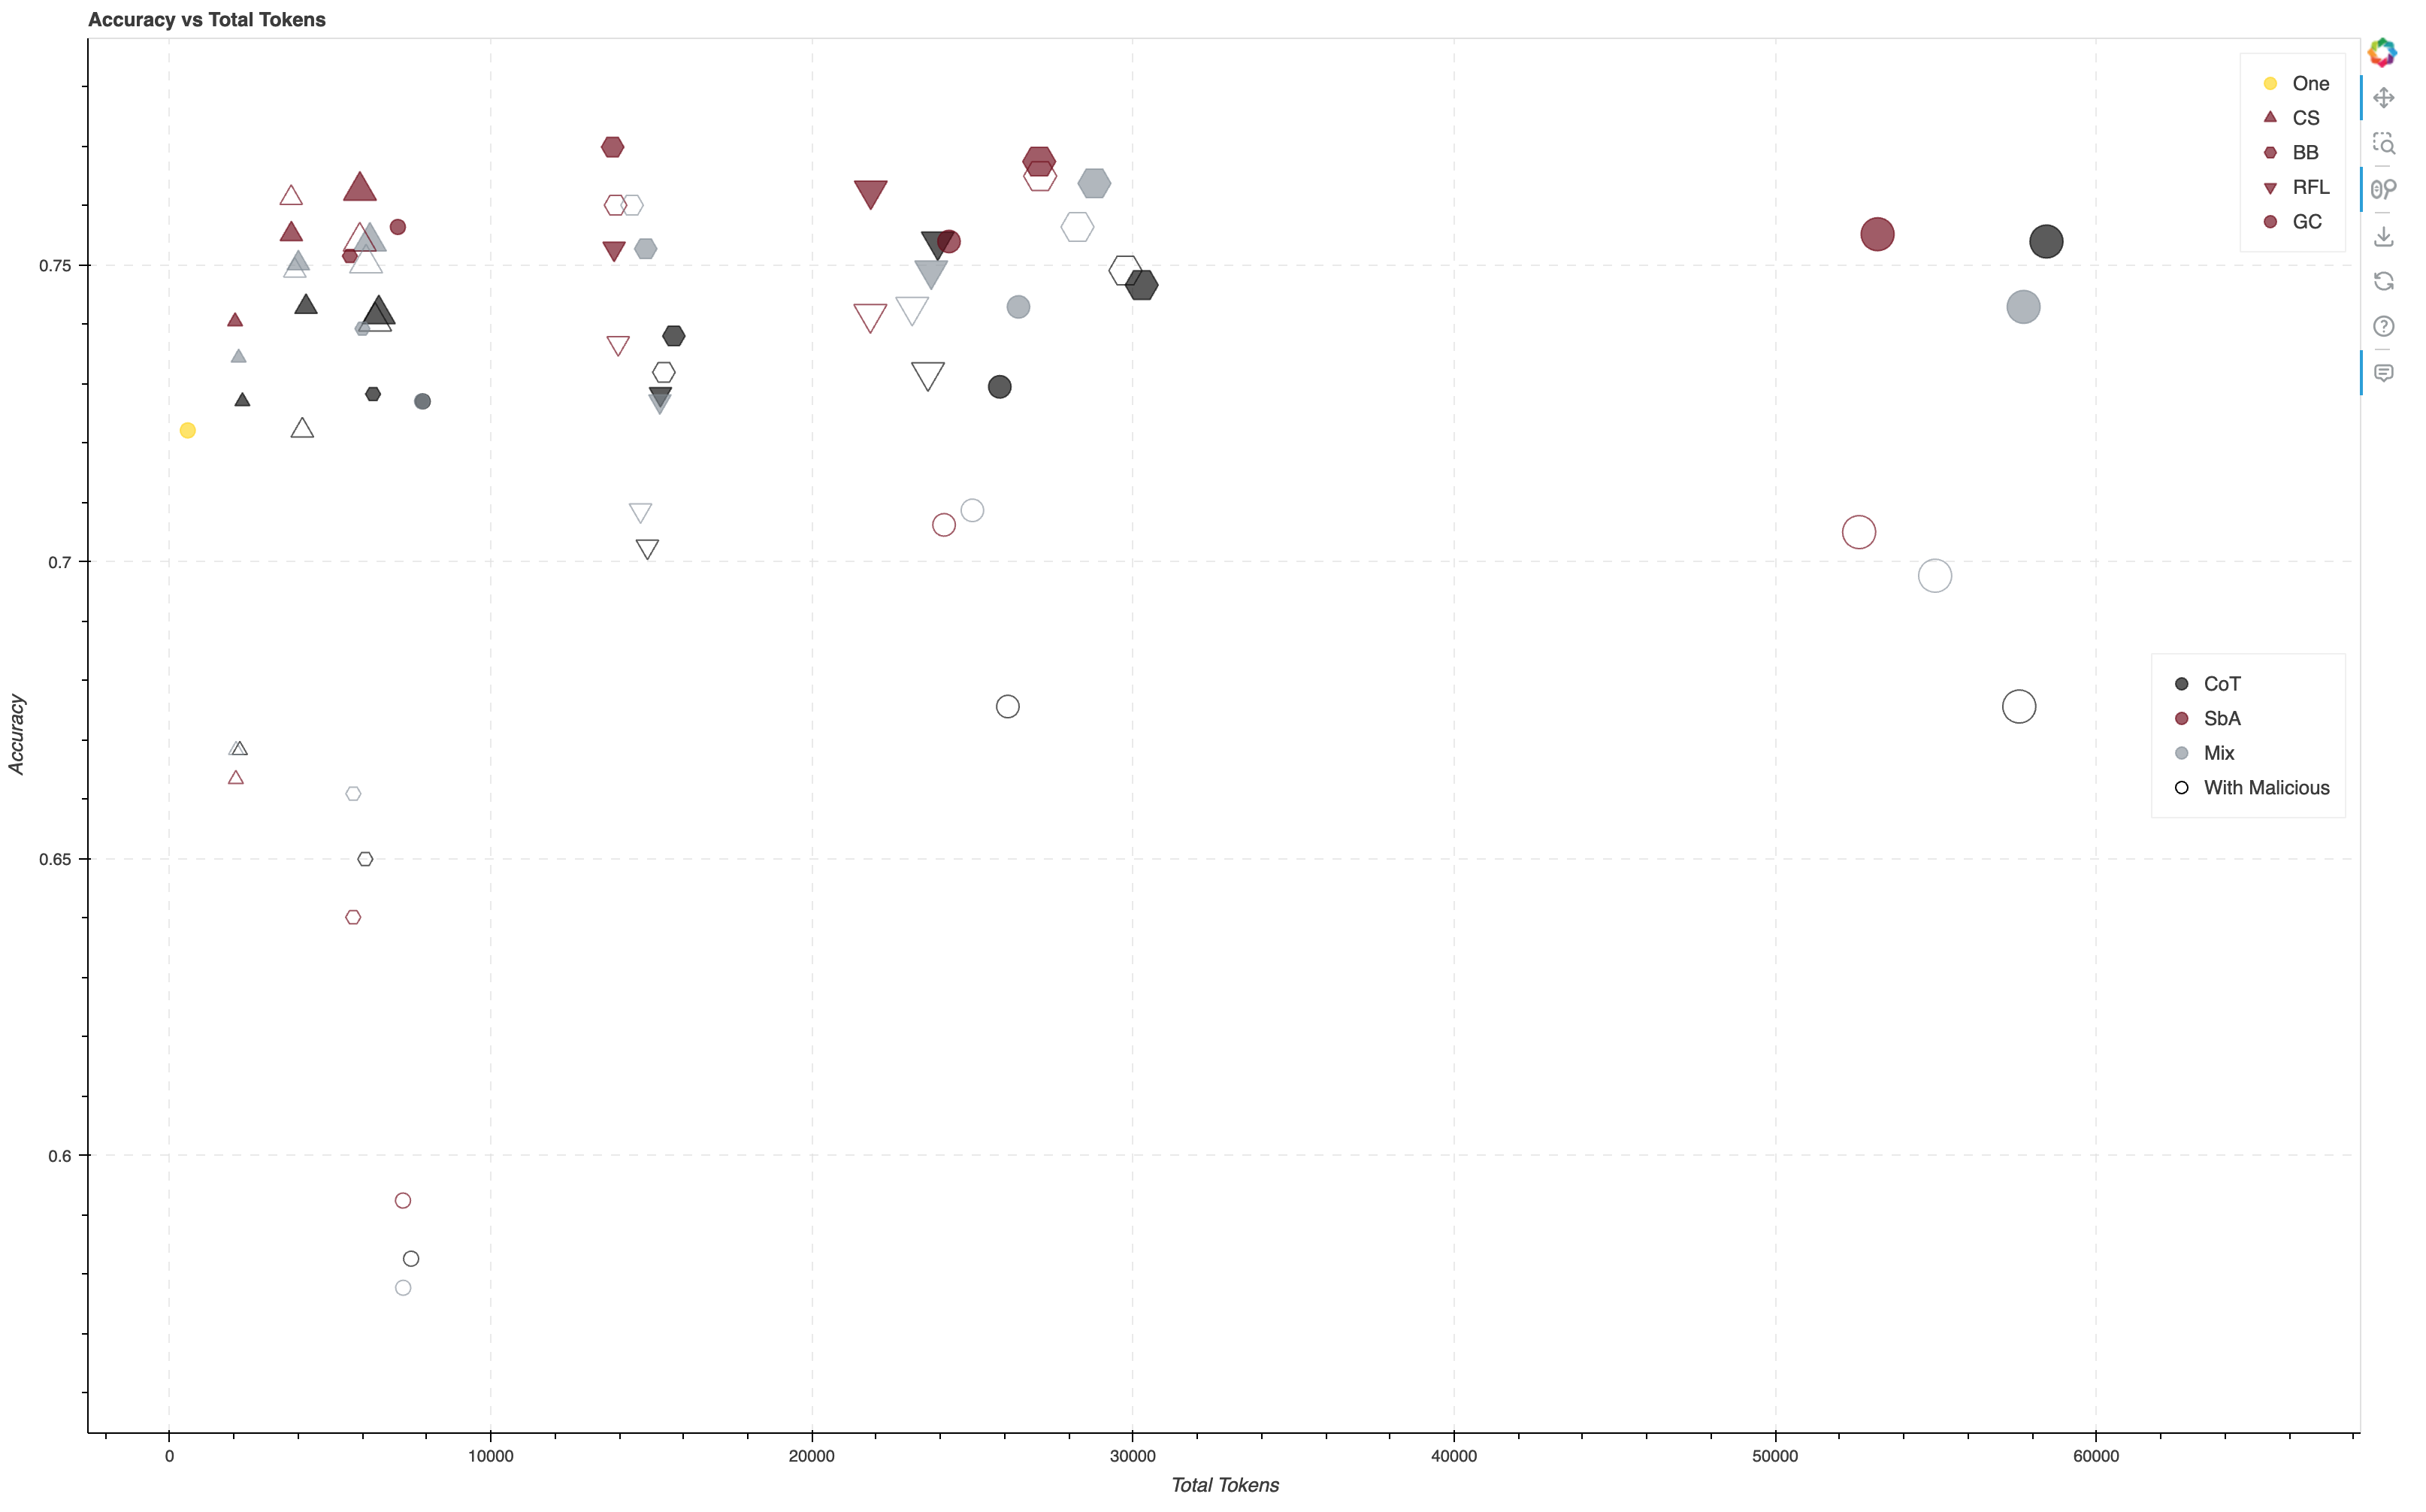 Accuracy vs Total Tokens
One
CS
BB
RFL
GC
0.75
0.7
CoT
SbA
Mix
With Malicious
Accuracy
0.65
0.6
0
10000
20000
30000
40000
50000
60000
Total Tokens